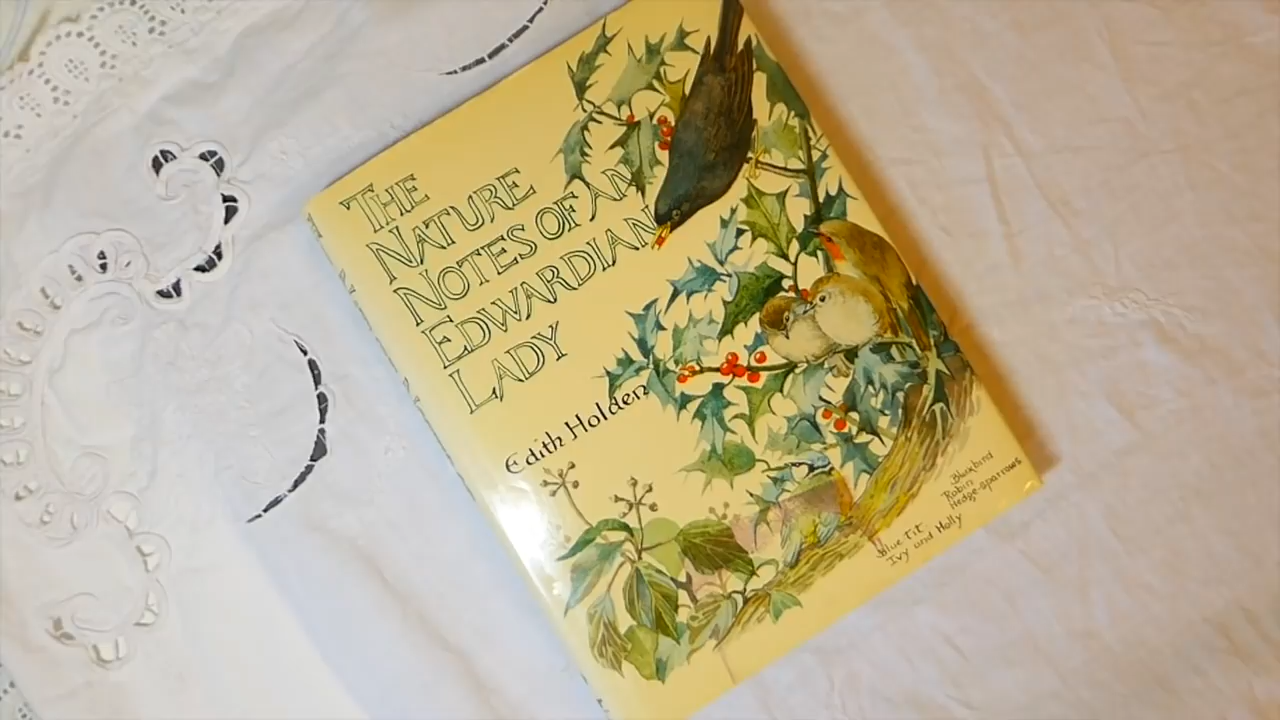 THE
NATURE
NOTES OF AN
EDWARDIAN
LADY
Edith Holden
Blackbird
Robin
Hedge-sparrows
Blue tit
Ivy and Holly